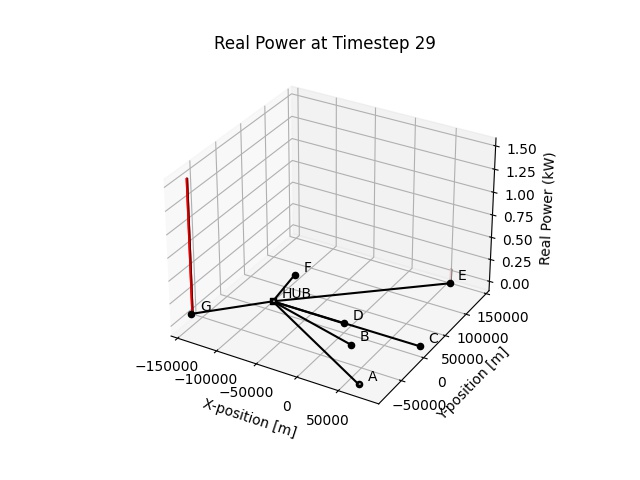 Real Power at Timestep 29
1.50
1.25
1.00
0.75
0.50
0.25
0.00
Real Power (kW)
F
E
HUB
G
D
B
C
A
150000
100000
50000
0
−50000
Y-position [m]
−150000
−100000
−50000
0
50000
X-position [m]